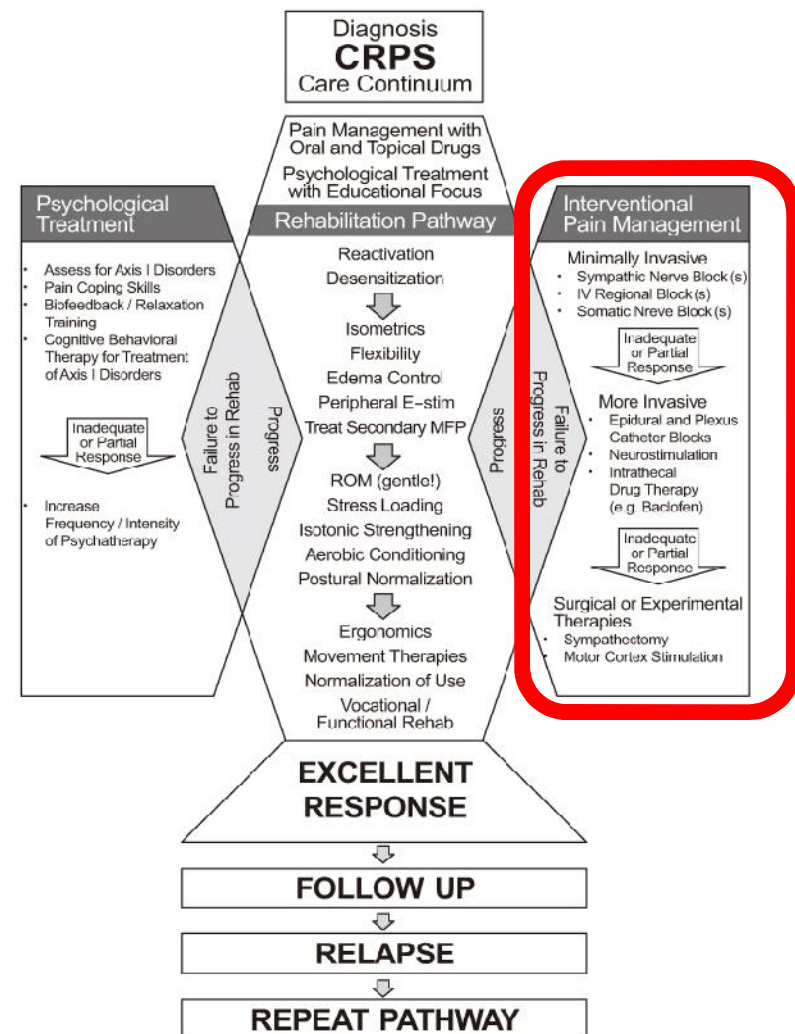 Diagnosis
CRPS
Care Continuum
Pain Management with
Oral and Topical Drugs
Psychological Treatment
with Educational Focus
Rehabilitation Pathway
Reactivation
Desensitization
Isometrics
Flexibility
Edema Control
Peripheral E-stim
Treat Secondary MFP
ROM (gentle!)
Stress Loading
Isotonic Strengthening
Aerobic Conditioning
Postural Normalization
Ergonomics
Movement Therapies
Normalization of Use
Vocational /
Functional Rehab
Psychological
Treatment
• Assess for Axis I Disorders
• Pain Coping Skills
• Biofeedback / Relaxation
Training
• Cognitive Behavioral
Therapy for Treatment
of Axis I Disorders
Inadequate
or Partial
Response
• Increase
Frequency / Intensity
of Psychatherapy
Failure to
Progress in Rehab
Progress
Progress
Failure to
Progress in Rehab
Interventional
Pain Management
Minimally Invasive
• Sympathic Nerve Block (s)
• IV Regional Block (s)
• Somatic Nreve Block (s)
Inadequate
or Partial
Response
More Invasive
• Epidural and Plexus
Catheter Blocks
• Neurostimulation
• Intrathecal
Drug Therapy
(e.g. Baclofen)
Inadequate
or Partial
Response
Surgical or Experimental
Therapies
• Sympathectomy
• Motor Cortex Stimulation
EXCELLENT
RESPONSE
FOLLOW UP
RELAPSE
REPEAT PATHWAY